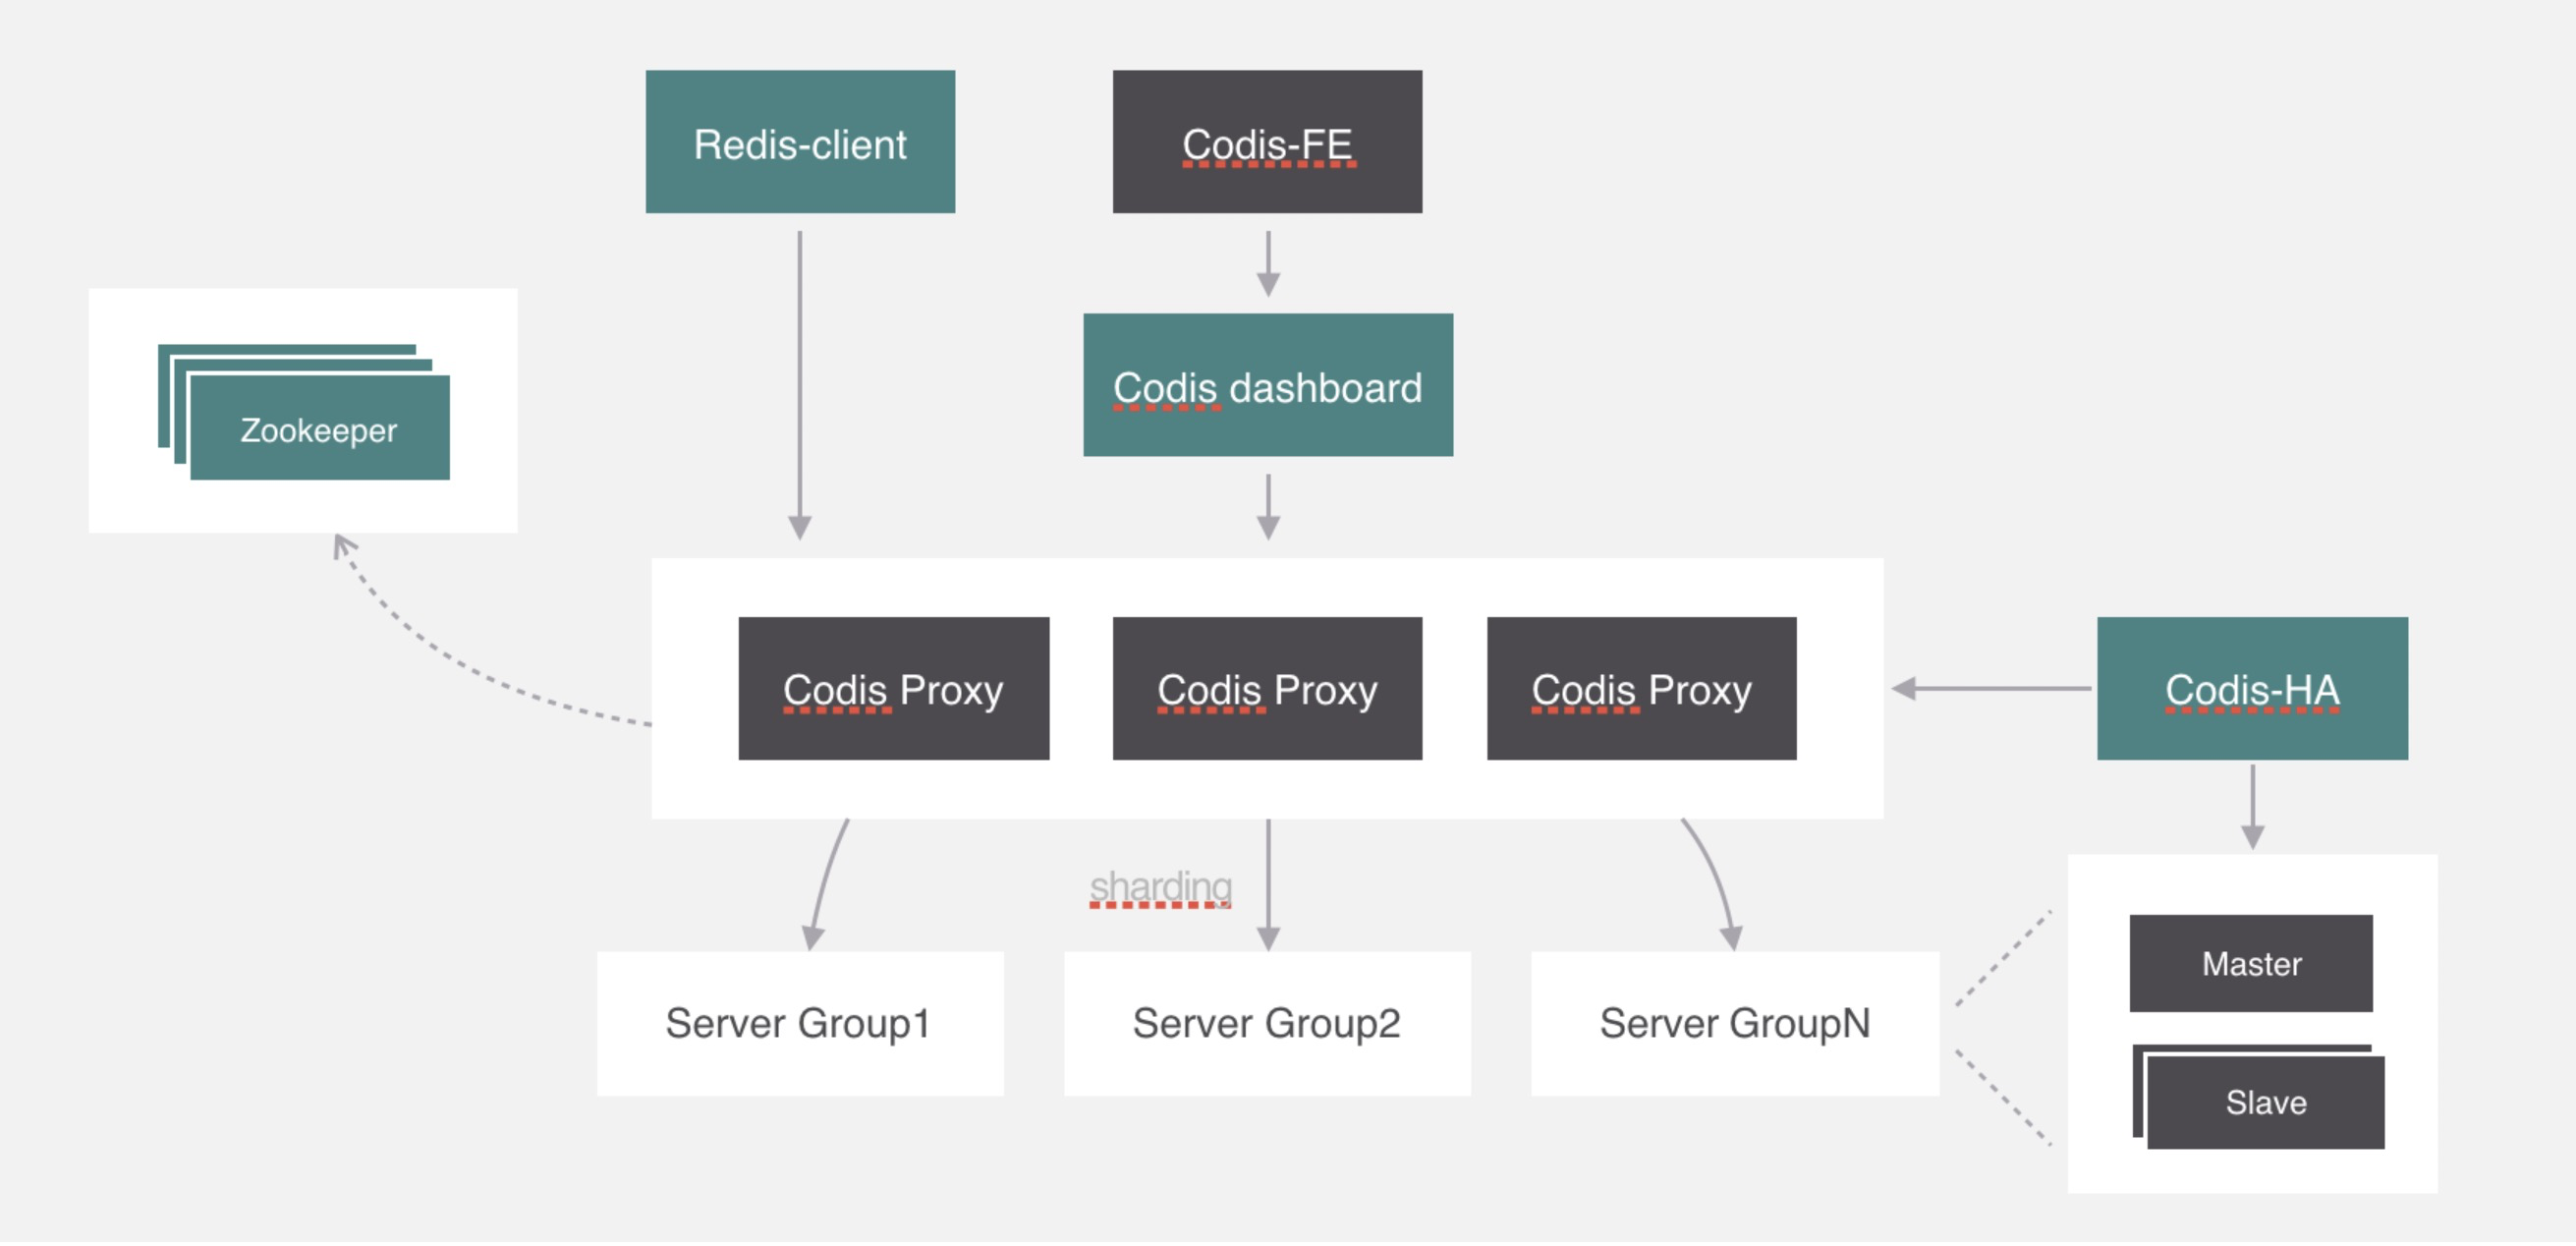 Redis-client
Codis-FE
Zookeeper
Codis dashboard
Codis Proxy
Codis Proxy
Codis Proxy
Codis-HA
sharding
Server Group1
Server Group2
Server GroupN
Master
Slave